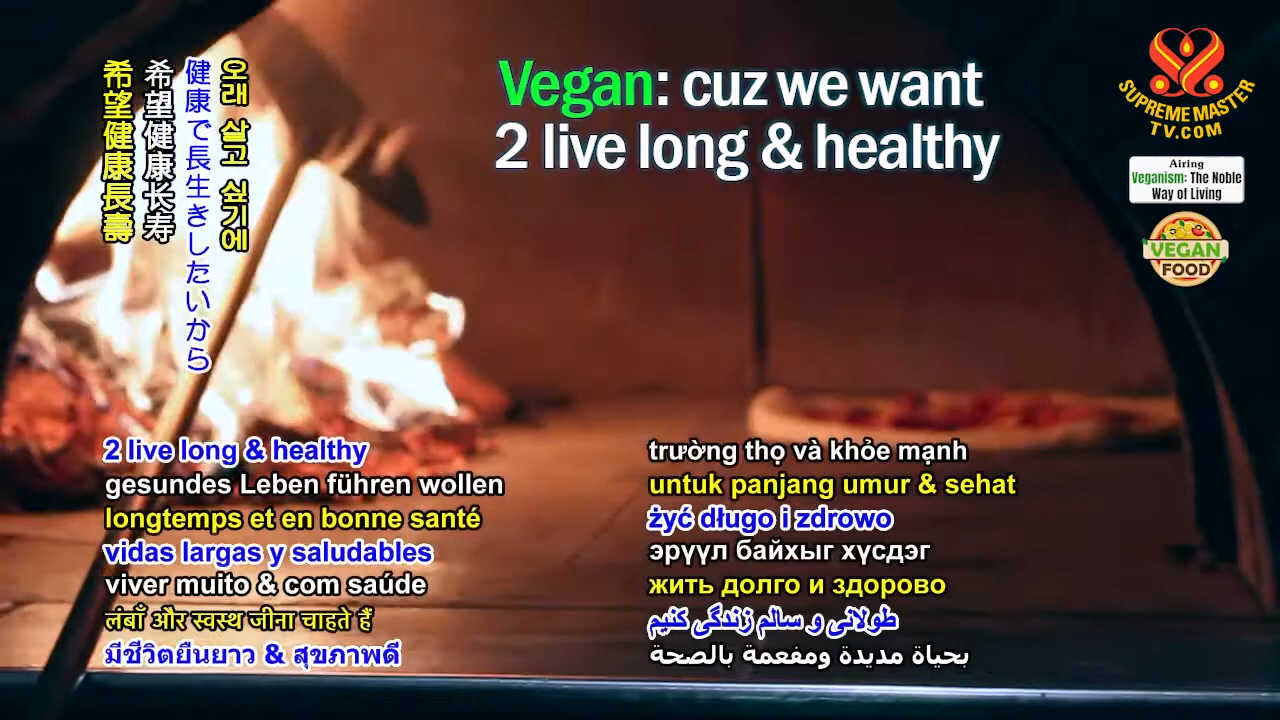 Vegan: cuz we want
2 live long & healthy
SUPREME MASTER
TV.COM
Airing
Veganism: The Noble
Way of Living
VEGAN
FOOD
希望健康長壽
希望健康长寿
健康で長生きしたいから
오래 살고 싶기에
2 live long & healthy
gesundes Leben führen wollen
longtemps et en bonne santé
vidas largas y saludables
viver muito & com saúde
लंबाँ और स्वस्थ जीना चाहते हैं
มีชีวิตยืนยาว & สุขภาพดี
trường thọ và khỏe mạnh
untuk panjang umur & sehat
żyć długo i zdrowo
эрүүл байхыг хүсдэг
жить долго и здорово
طولانی و سالم زندگی کنیم
بحياة مديدة ومفعمة بالصحة